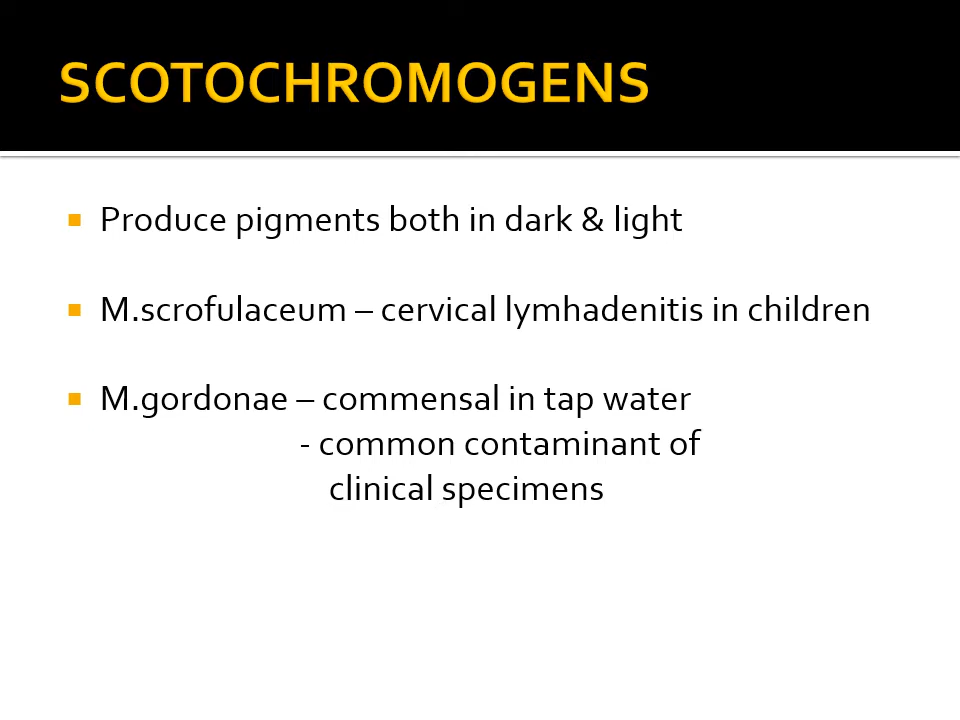 SCOTOCHROMOGENS
Produce pigments both in dark & light
M.scrofulaceum – cervical lymhadenitis in children
M.gordonae – commensal in tap water
- common contaminant of
clinical specimens